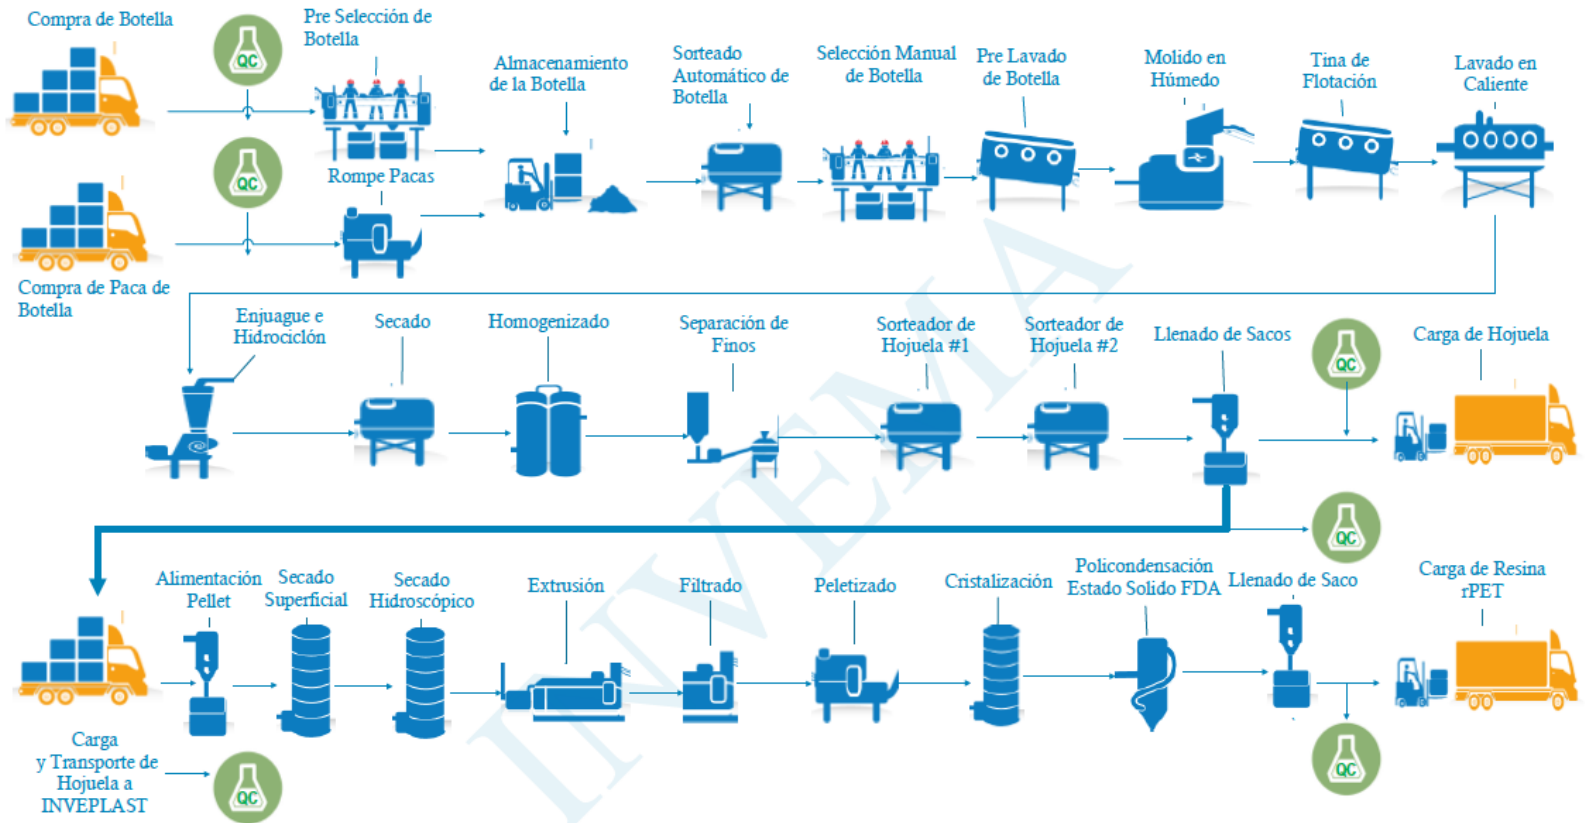 Compra de Botella
QC
Pre Selección de
Botella
Almacenamiento
de la Botella
Sorteado
Automático de
Botella
Selección Manual
de Botella
Pre Lavado
de Botella
Molido en
Húmedo
Tina de
Flotación
Lavado en
Caliente
QC
Rompe Pacas
Compra de Paca de
Botella
Enjuague e
Hidrociclón
Secado
Homogenizado
Separación de
Finos
Sorteador de
Hojuela #1
Sorteador de
Hojuela #2
Llenado de Sacos
QC
Carga de Hojuela
QC
Alimentación
Pellet
Secado
Superficial
Secado
Hidroscópico
Extrusión
Filtrado
Peletizado
Cristalización
Policondensación
Estado Solido FDA
Llenado de Saco
Carga de Resina
rPET
Carga
y Transporte de
Hojuela a
INVEPLAST
QC
QC
INVEMA